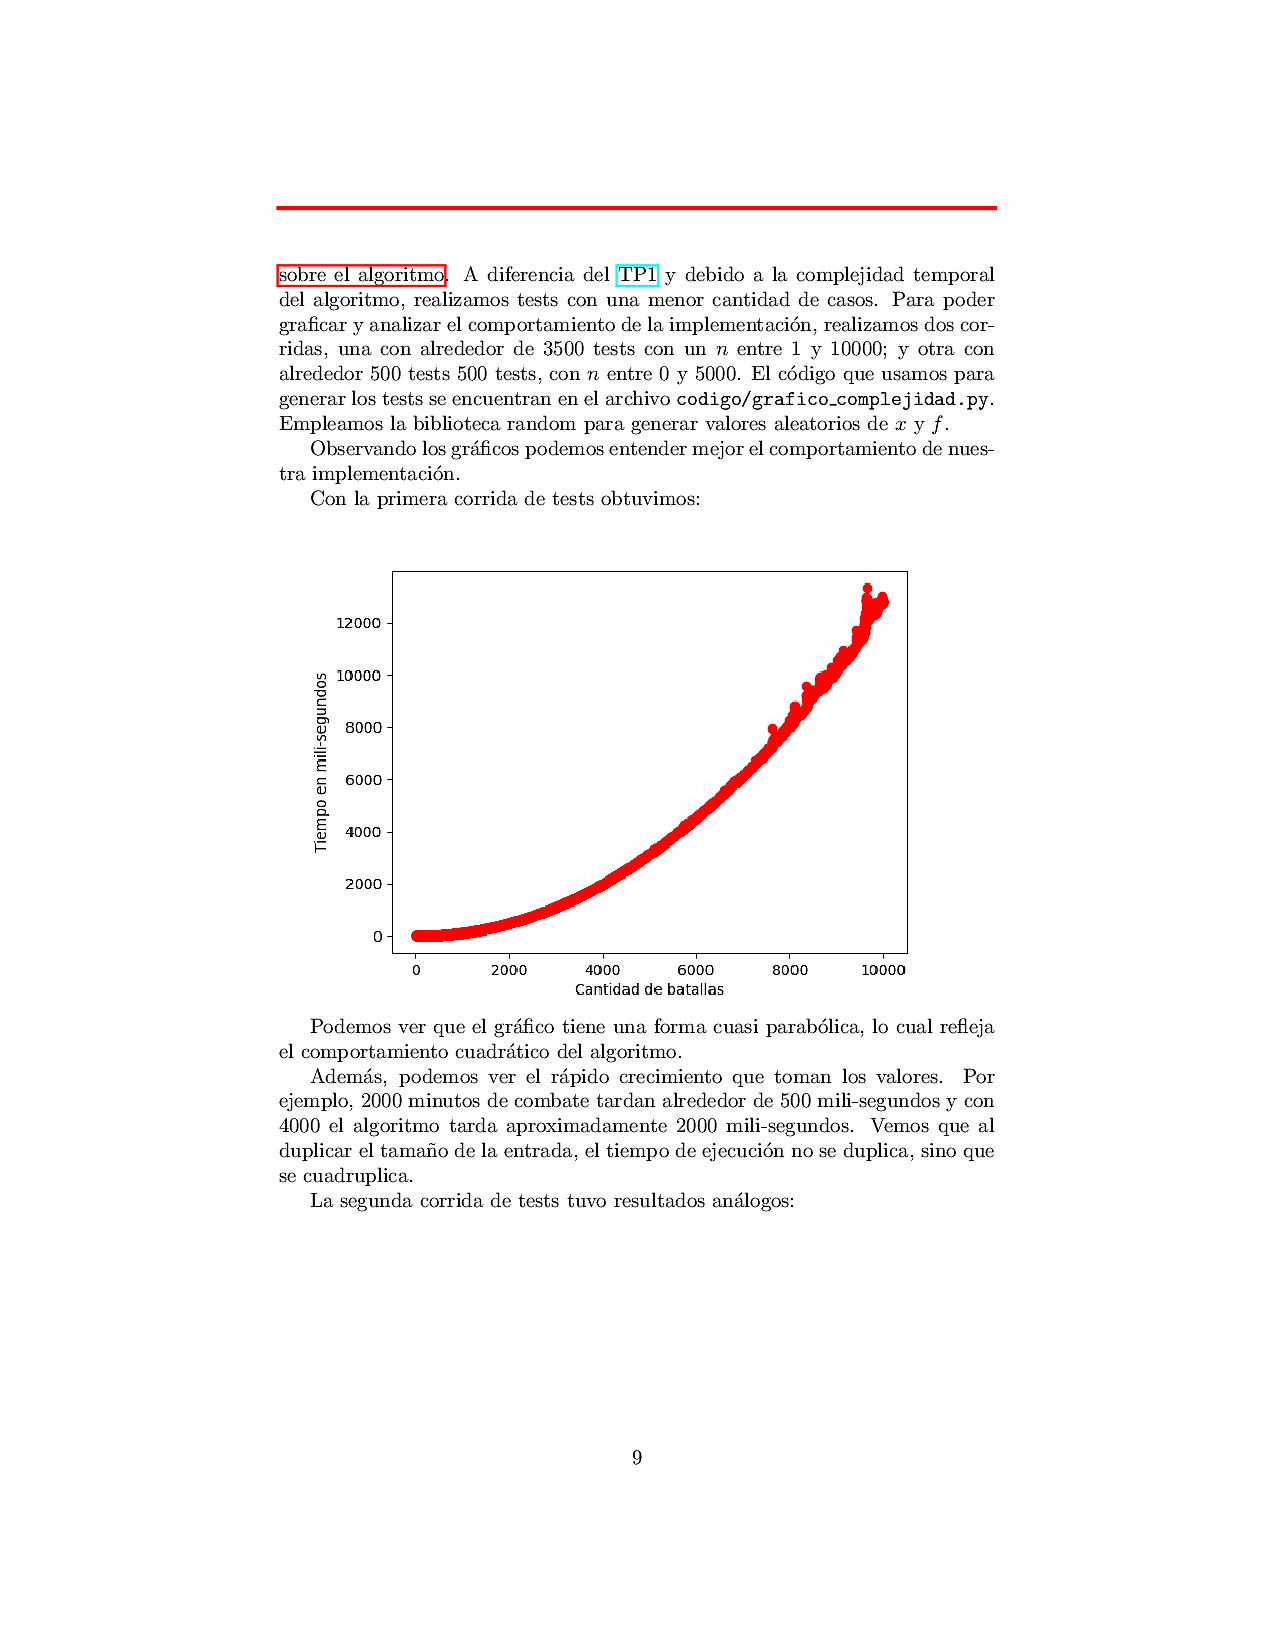 sobre el algoritmo. A diferencia del TP1 y debido a la complejidad temporal
del algoritmo, realizamos tests con una menor cantidad de casos. Para poder
graficar y analizar el comportamiento de la implementación, realizamos dos cor-
ridas, una con alrededor de 3500 tests con un n entre 1 y 10000; y otra con
alrededor 500 tests 500 tests, con n entre 0 y 5000. El código que usamos para
generar los tests se encuentran en el archivo codigo/grafico_complejidad.py.
Empleamos la biblioteca random para generar valores aleatorios de x y f.
Observando los gráficos podemos entender mejor el comportamiento de nues-
tra implementación.
Con la primera corrida de tests obtuvimos:
12000
10000
8000
6000
4000
2000
0
Tiempo en mili-segundos
0 2000 4000 6000 8000 10000
Cantidad de batallas
Podemos ver que el gráfico tiene una forma cuasi parabólica, lo cual refleja
el comportamiento cuadrático del algoritmo.
Además, podemos ver el rápido crecimiento que toman los valores. Por
ejemplo, 2000 minutos de combate tardan alrededor de 500 mili-segundos y con
4000 el algoritmo tarda aproximadamente 2000 mili-segundos. Vemos que al
duplicar el tamaño de la entrada, el tiempo de ejecución no se duplica, sino que
se cuadruplica.
La segunda corrida de tests tuvo resultados análogos:
9